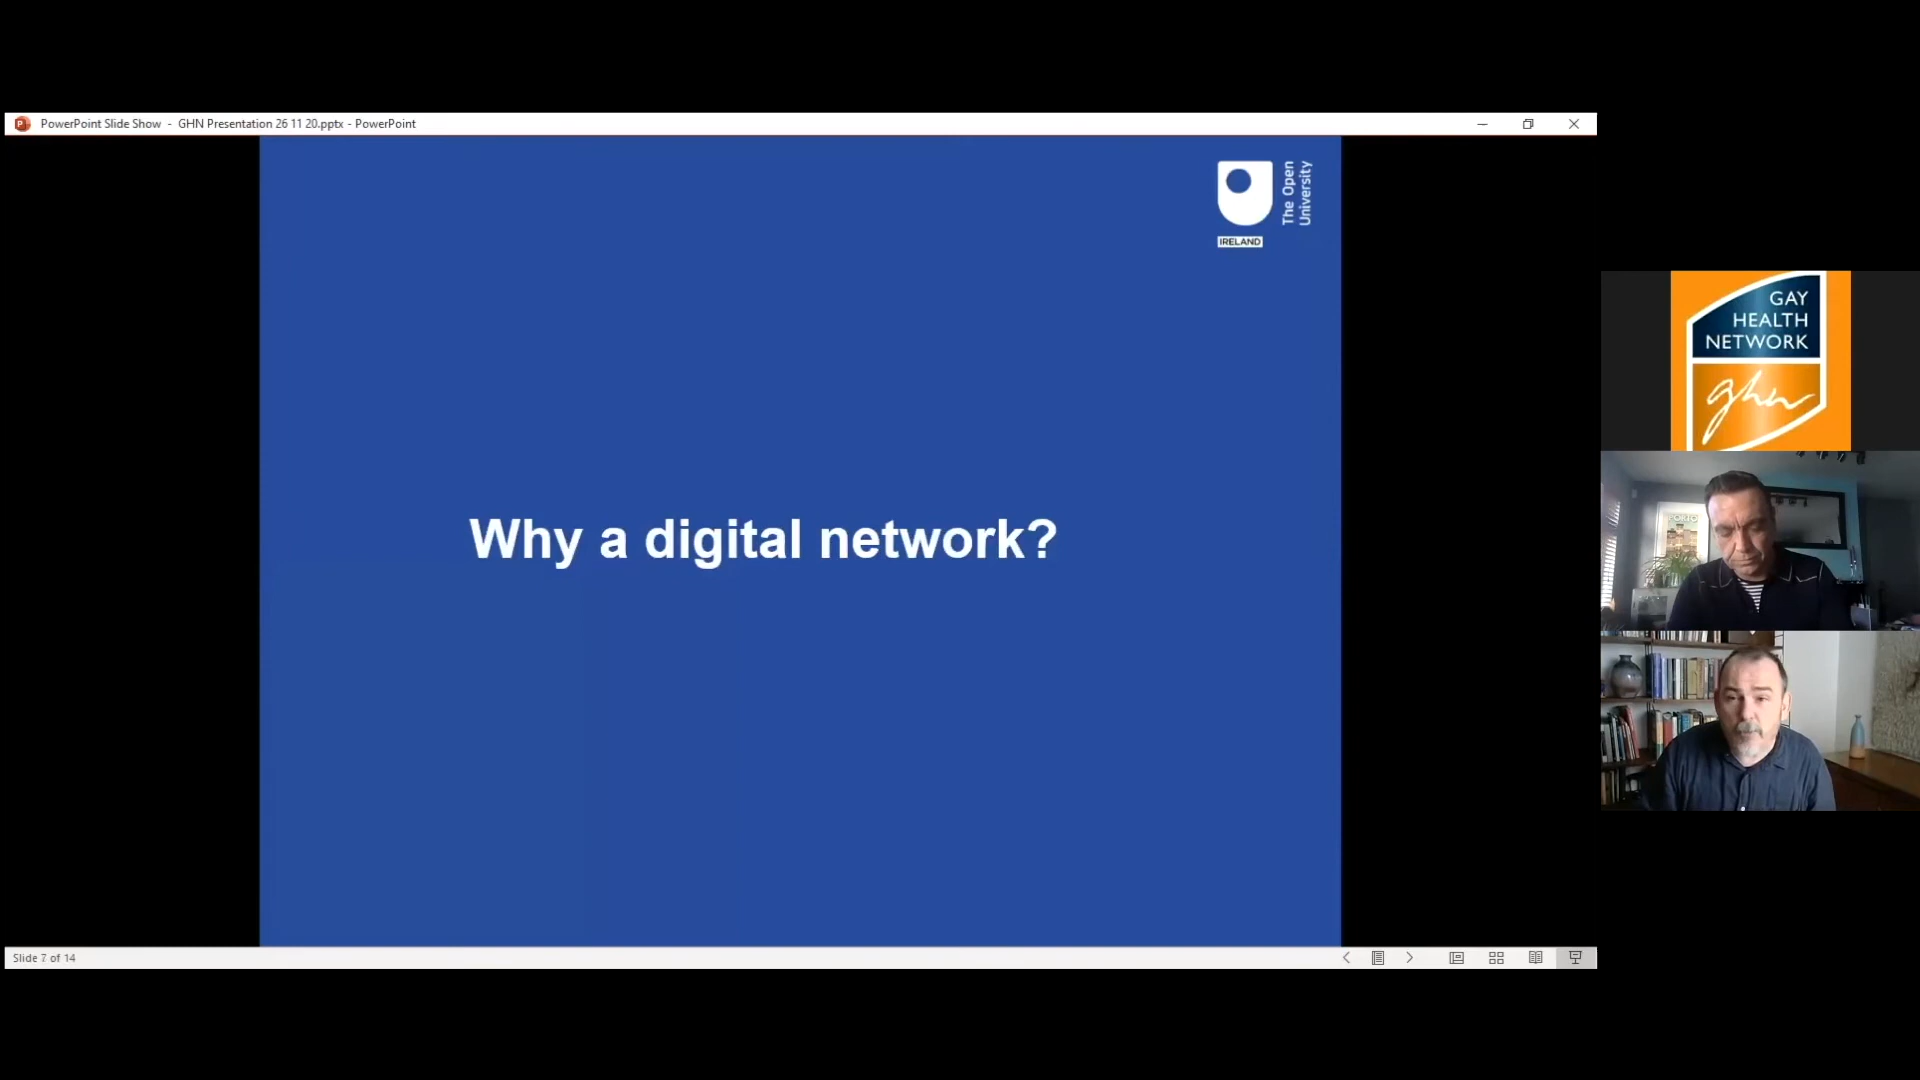 PowerPoint Slide Show - GHN Presentation 26 11 20.pptx - PowerPoint
The Open
University
IRELAND
Why a digital network?
Slide 7 of 14
GAY
HEALTH
NETWORK
ghn